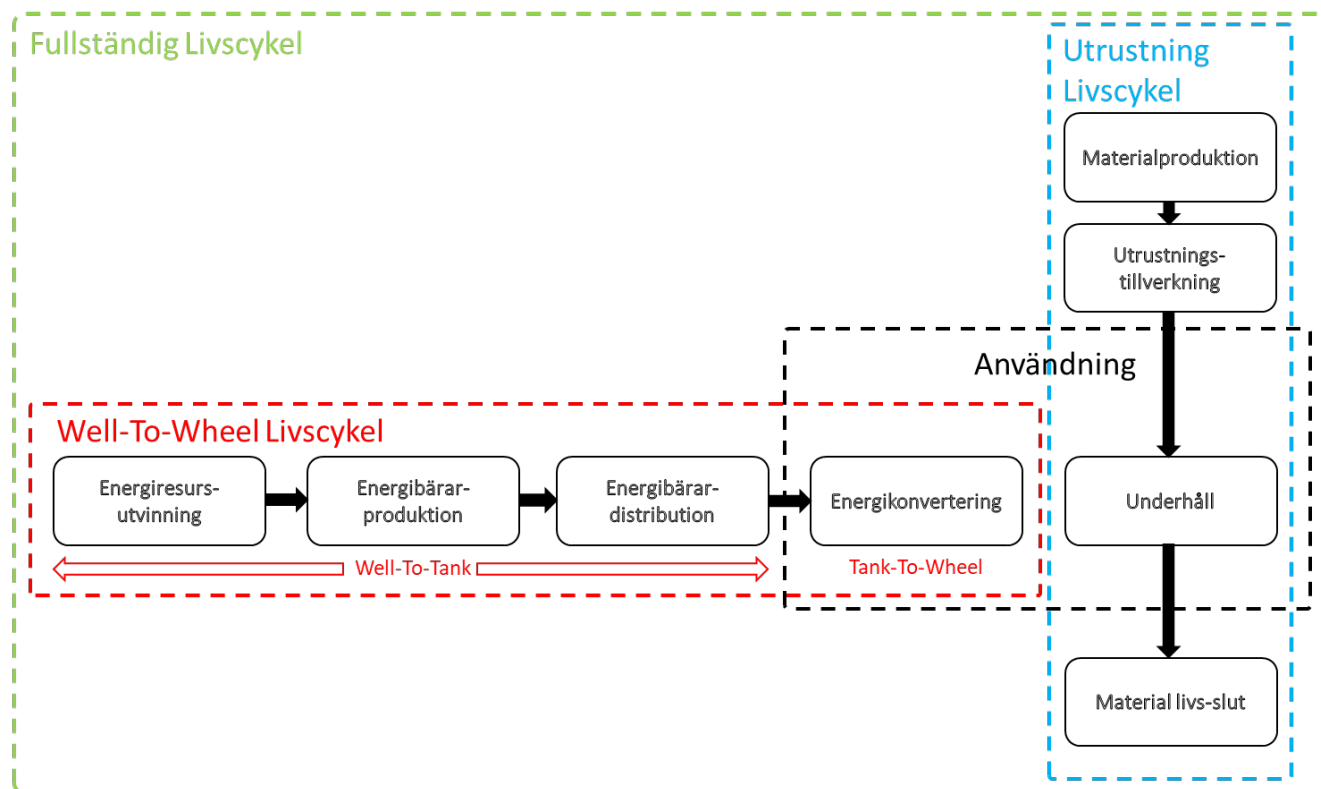 Fullständig Livscykel
Utrustning
Livscykel
Materialproduktion
Utrustnings-
tillverkning
Användning
Well-To-Wheel Livscykel
Energiresurs-
utvinning
Energibärar-
produktion
Energibärar-
distribution
Energikonvertering
Underhåll
Well-To-Tank
Tank-To-Wheel
Material livs-slut